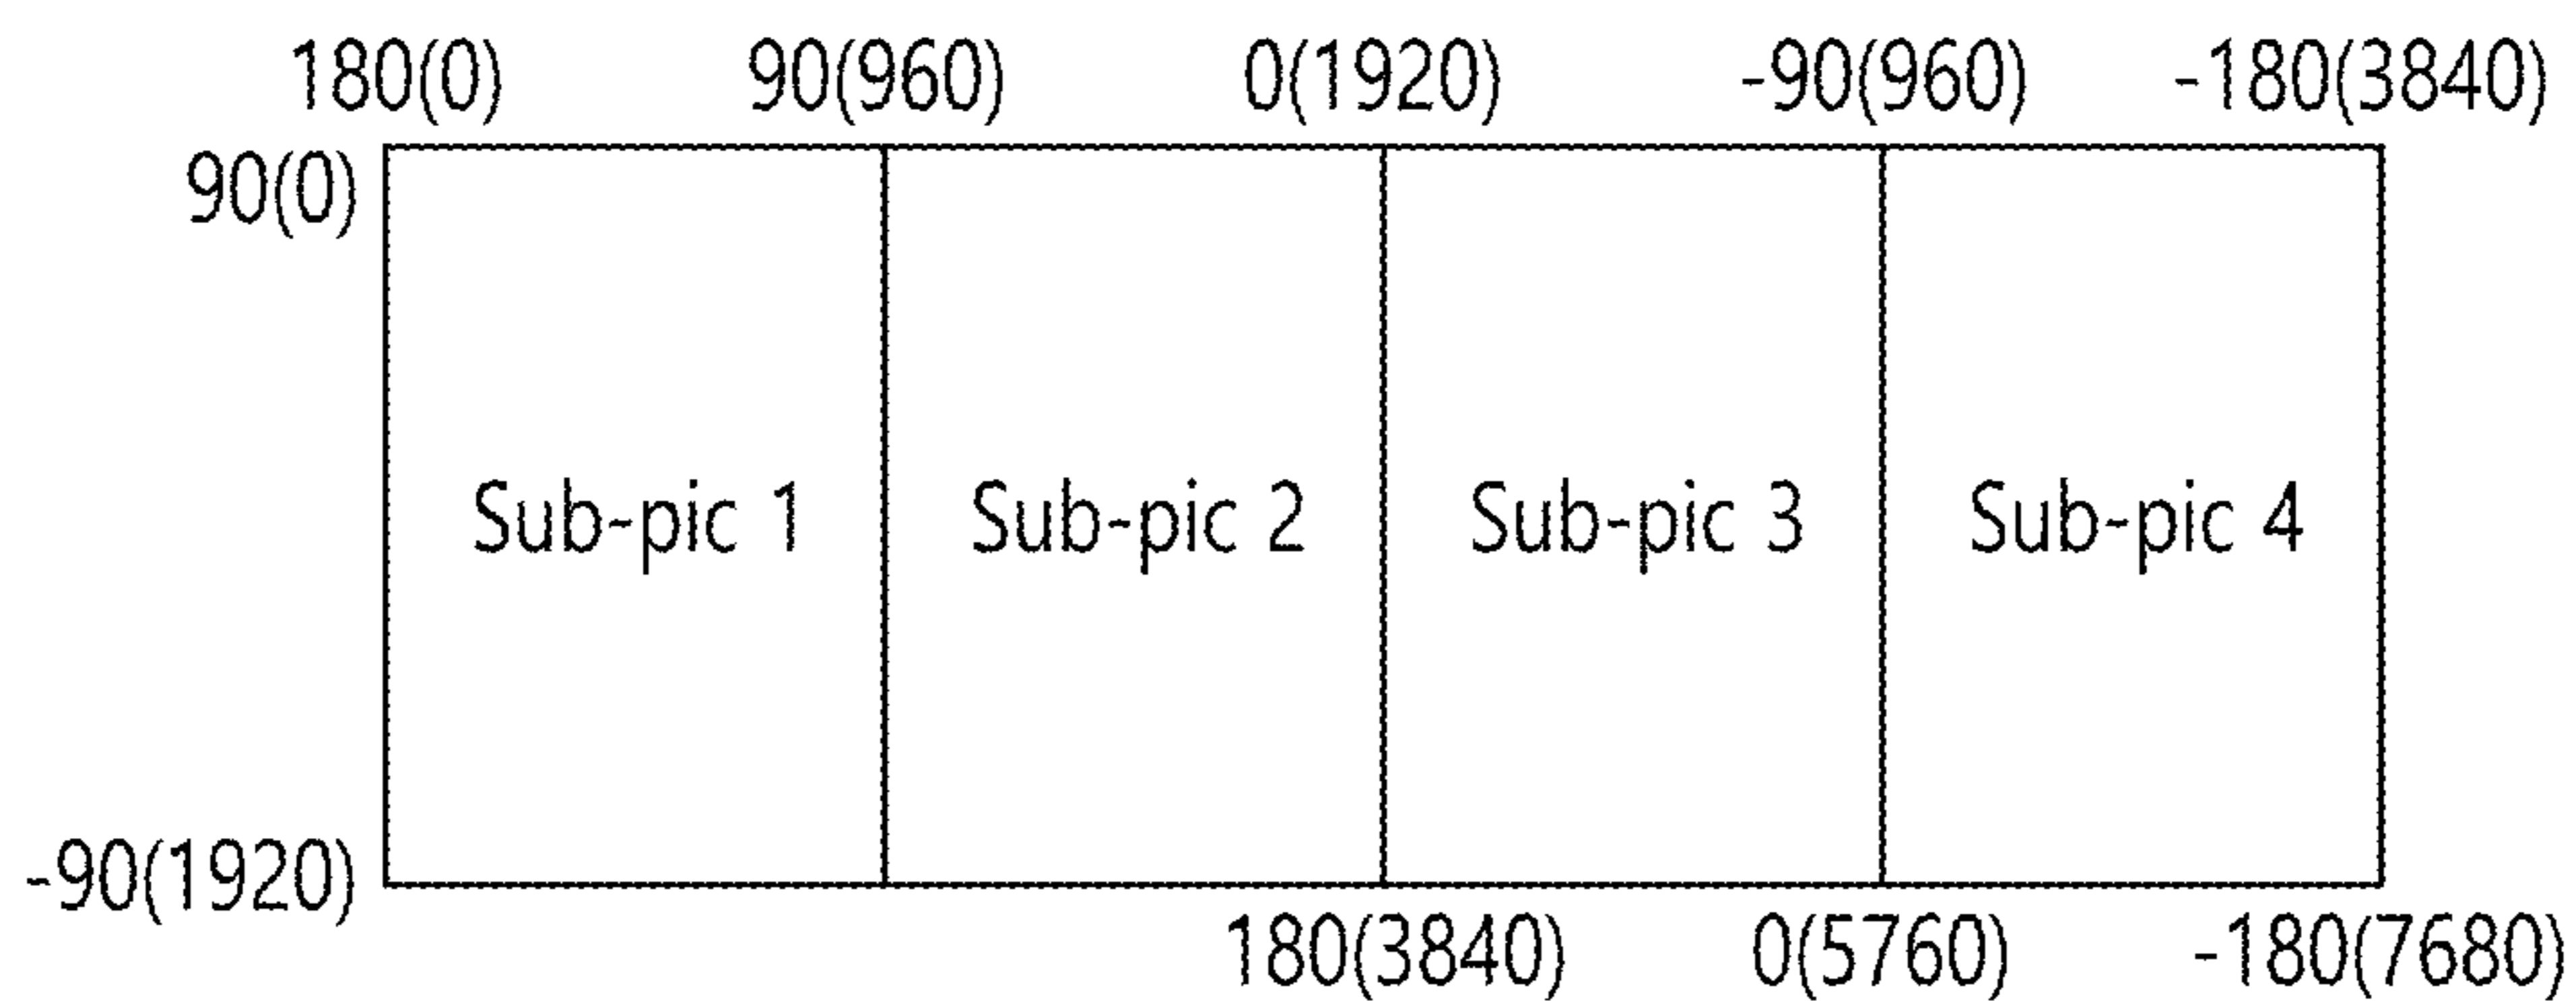 180(0) 90(960) 0(1920) -90(960) -180(3840)
90(0)
Sub-pic 1 Sub-pic 2 Sub-pic 3 Sub-pic 4
-90(1920)
180(3840) 0(5760) -180(7680)